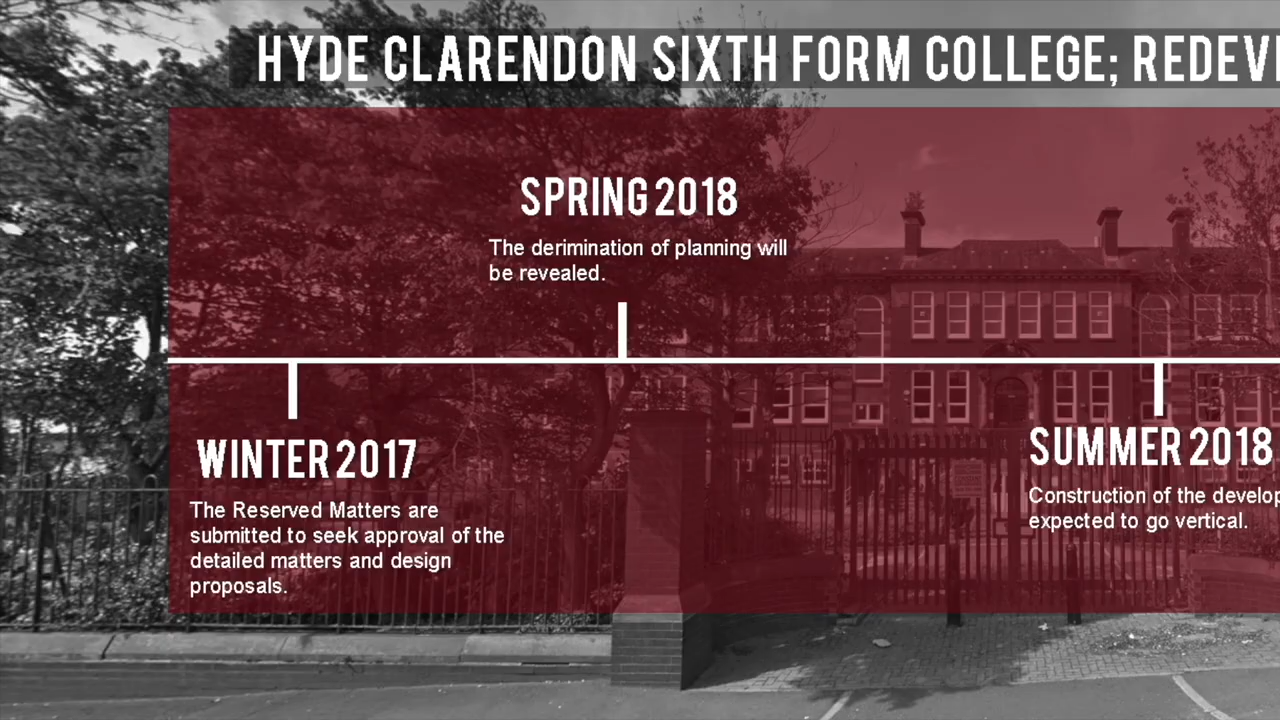 HYDE CLARENDON SIXTH FORM COLLEGE; REDEV
SPRING 2018
The derimination of planning will
be revealed.
WINTER 2017
The Reserved Matters are
submitted to seek approval of the
detailed matters and design
proposals.
SUMMER 2018
Construction of the develop
expected to go vertical.